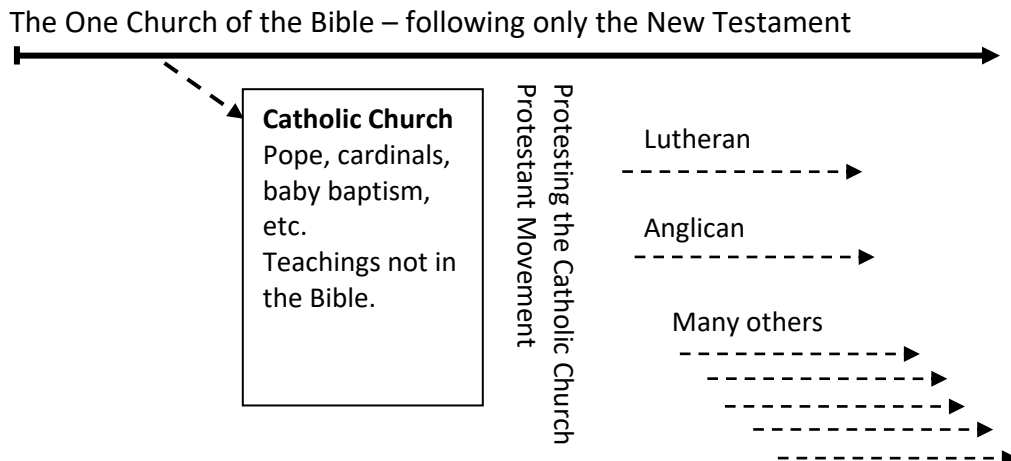 The One Church of the Bible – following only the New Testament
Catholic Church
Pope, cardinals,
baby baptism,
etc.
Teachings not in
the Bible.
Protesting the Catholic Church
Protestant Movement
Lutheran
Anglican
Many others